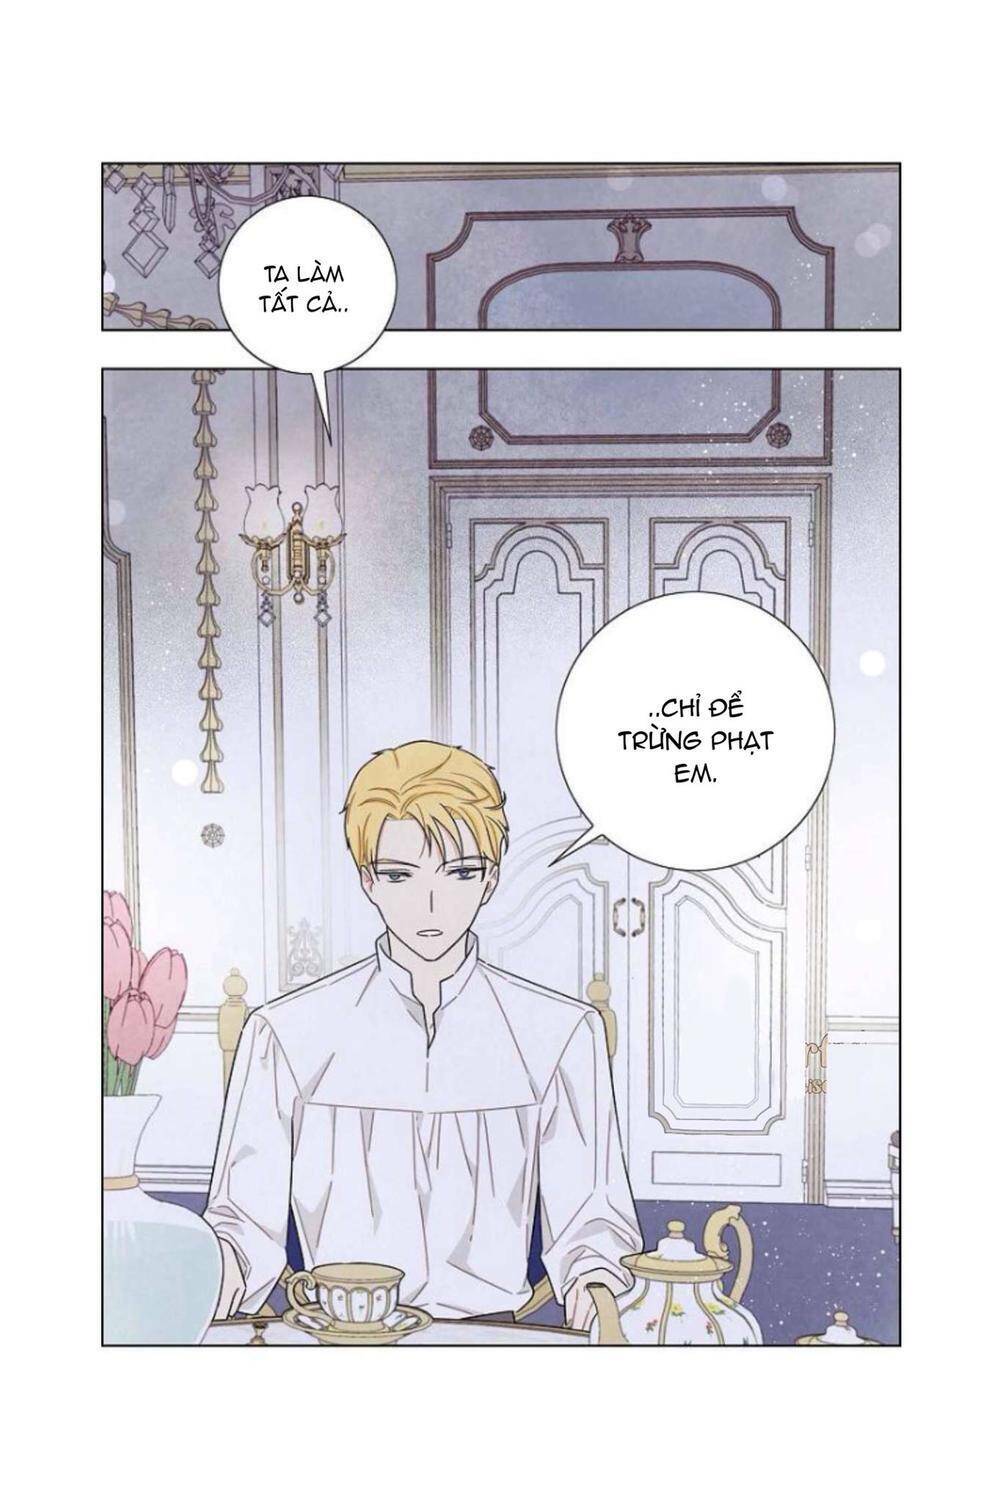 TA LÀM
TẤT CẢ..
..CHỈ ĐỂ
TRỪNG PHẠT
EM.